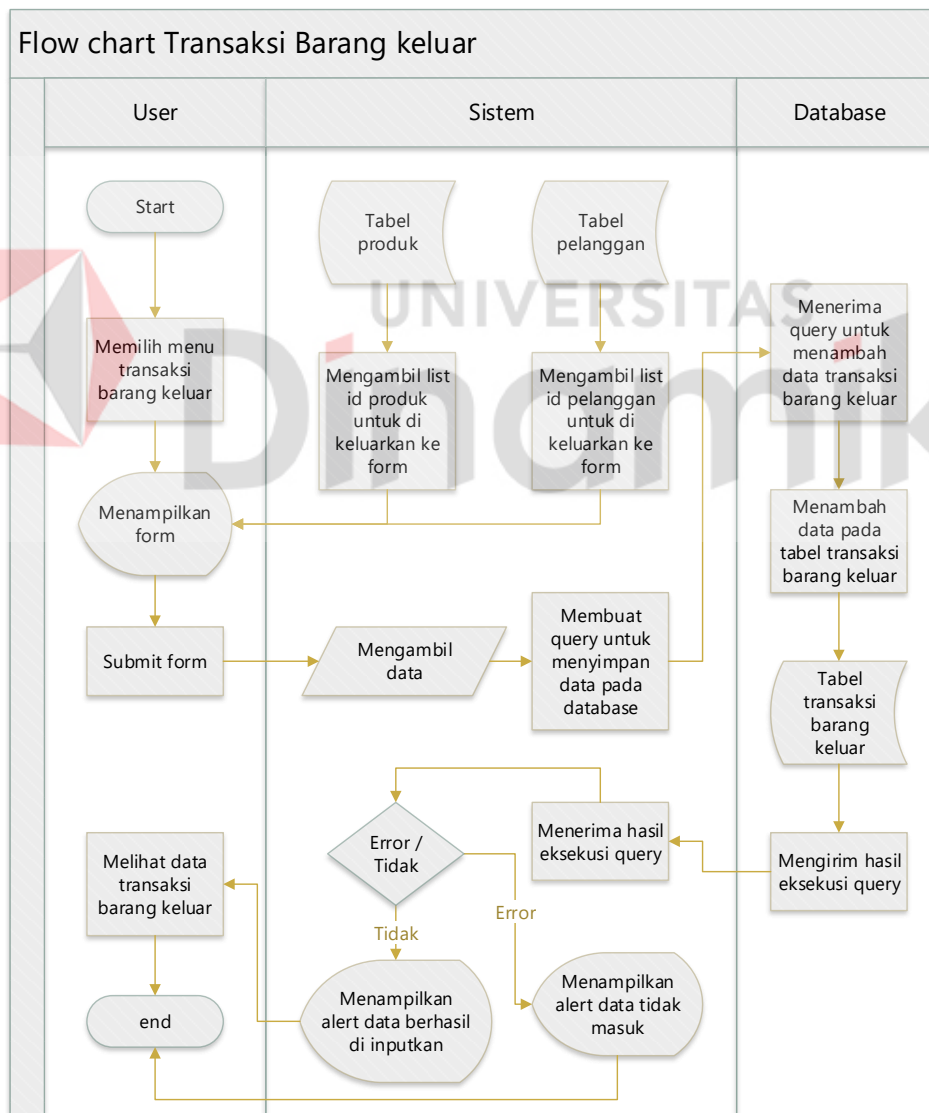 Flow chart Transaksi Barang keluar
User
Sistem
Database
Start
Tabel
produk
Tabel
pelanggan
UNIVERSITAS
Dinamik
Memilih menu
transaksi
barang keluar
Mengambil list
id produk
untuk di
keluarkan ke
form
Mengambil list
id pelanggan
untuk di
keluarkan ke
form
Menerima
query untuk
menambah
data transaksi
barang keluar
Menampilkan
form
Menambah
data pada
tabel transaksi
barang keluar
Submit form
Mengambil
data
Membuat
query untuk
menyimpan
data pada
database
Tabel
transaksi
barang
keluar
Error /
Tidak
Menerima hasil
eksekusi query
Mengirim hasil
eksekusi query
Melihat data
transaksi
barang keluar
Tidak
Error
Menampilkan
alert data berhasil
di inputkan
Menampilkan
alert data tidak
masuk
end